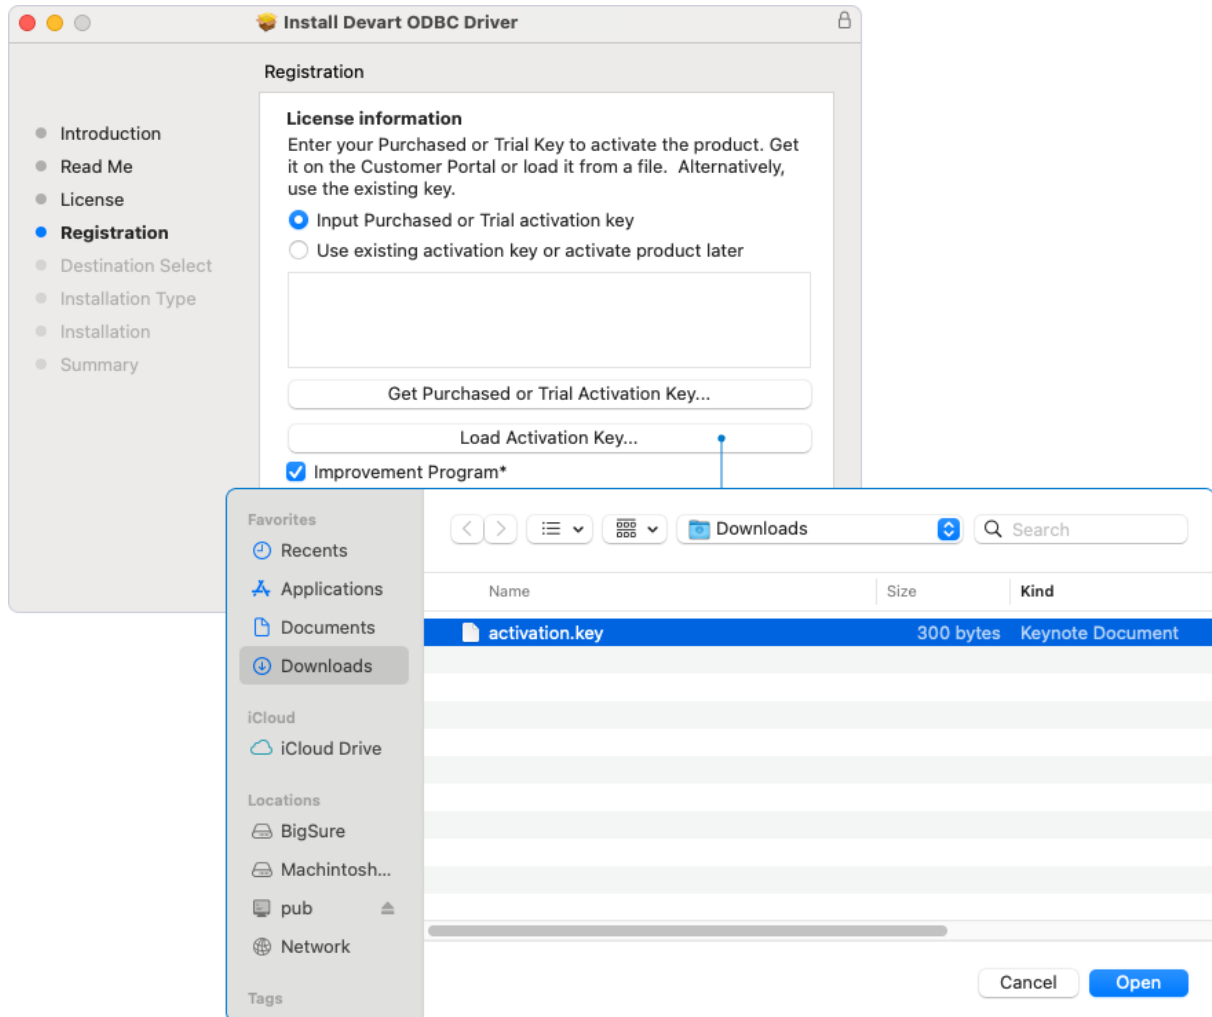 Install Devart ODBC Driver
Registration
Introduction
Read Me
License
Registration
Destination Select
Installation Type
Installation
Summary
License information
Enter your Purchased or Trial Key to activate the product. Get
it on the Customer Portal or load it from a file.  Alternatively,
use the existing key.
Input Purchased or Trial activation key
Use existing activation key or activate product later
Get Purchased or Trial Activation Key...
Load Activation Key...
Improvement Program*
Favorites
Recents
Applications
Documents
Downloads
iCloud
iCloud Drive
Locations
BigSure
Machintosh...
pub
Network
Tags
Downloads
Search
Name Size Kind
activation.key 300 bytes Keynote Document
Cancel Open